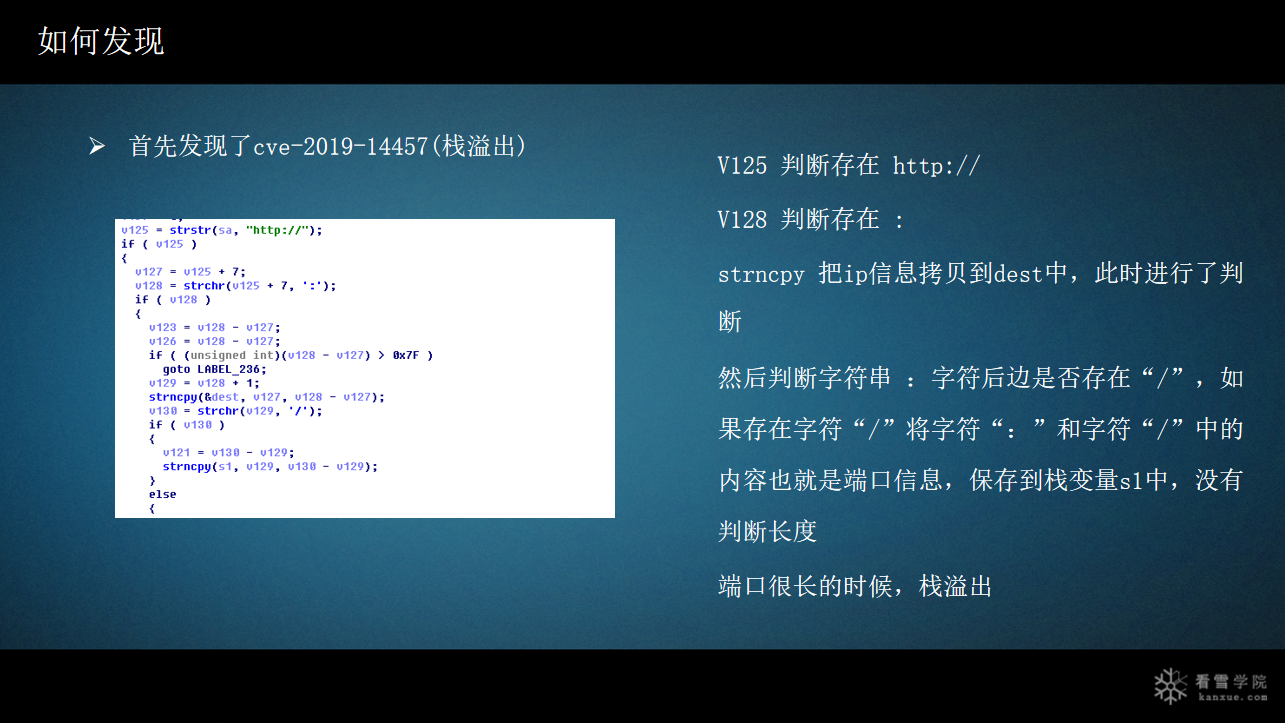 如何发现
➢ 首先发现了cve-2019-14457(栈溢出)
v125 = strstr(sa, "http://");
if ( v125 )
{
v127 = v125 + 7;
v128 = strchr(v125 + 7, ':');
if ( v128 )
{
v123 = v128 - v127;
v126 = v128 - v127;
if ( (unsigned int)(v128 - v127) > 0x7F )
goto LABEL_236;
v129 = v128 + 1;
strncpy(&dest, v127, v128 - v127);
v130 = strchr(v129, '/');
if ( v130 )
{
v121 = v130 - v129;
strncpy(s1, v129, v130 - v129);
}
else
{
V125 判断存在 http://
V128 判断存在 :
strncpy 把ip信息拷贝到dest中，此时进行了判
断
然后判断字符串 ：字符后边是否存在“/”，如
果存在字符“/”将字符“：”和字符“/”中的
内容也就是端口信息，保存到栈变量s1中，没有
判断长度
端口很长的时候，栈溢出
看雪学院
kanxue.com